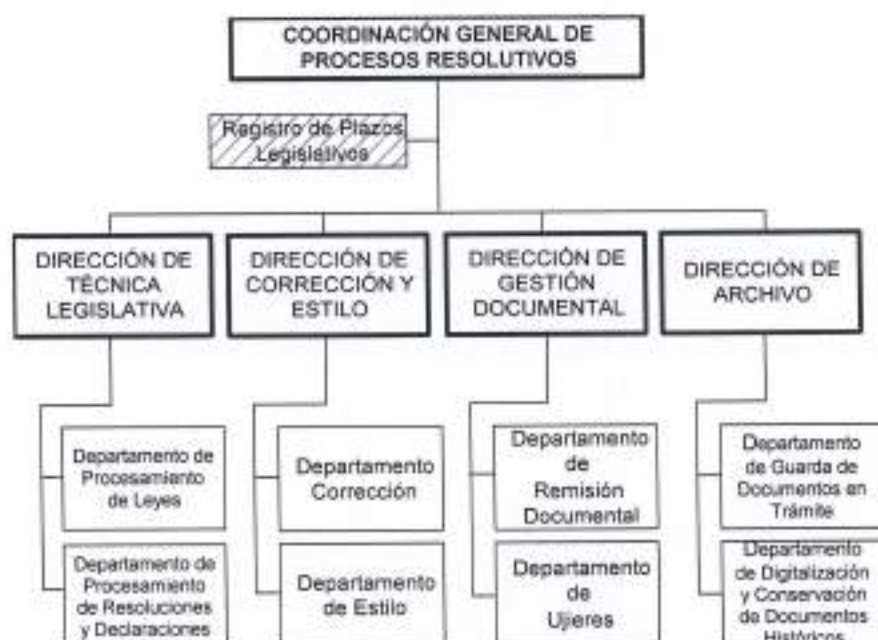 COORDINACIÓN GENERAL DE
PROCESOS RESOLUTIVOS
Registro de Plazos
Legislativos
DIRECCIÓN DE
TÉCNICA
LEGISLATIVA
DIRECCIÓN DE
CORRECCIÓN Y
ESTILO
DIRECCIÓN DE
GESTIÓN
DOCUMENTAL
DIRECCIÓN DE
ARCHIVO
Departamento de
Procesamiento
de Leyes
Departamento
Corrección
Departamento
de
Remisión
Documental
Departamento
de Guarda de
Documentos en
Trámite
Departamento de
Procesamiento
de Resoluciones
y Declaraciones
Departamento
de Estilo
Departamento
de
Ujieres
Departamento
de Digitalización
y Conservación
de Documentos
Históricos